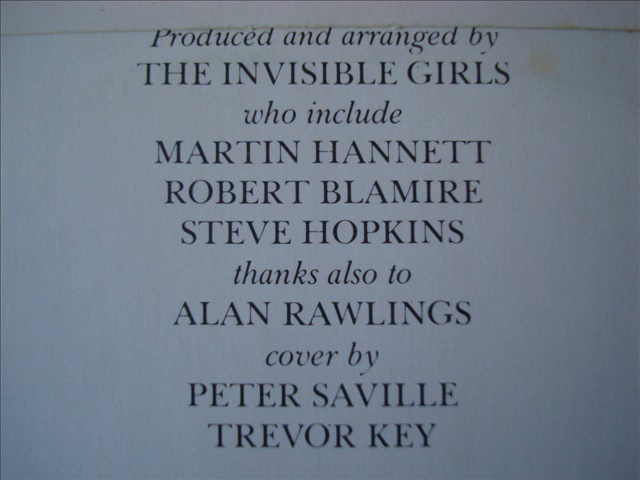 Produced and arranged by
THE INVISIBLE GIRLS
who include
MARTIN HANNETT
ROBERT BLAMIRE
STEVE HOPKINS
thanks also to
ALAN RAWLINGS
cover by
PETER SAVILLE
TREVOR KEY